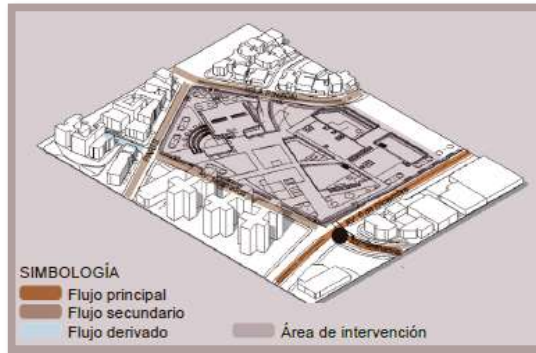 SIMBOLOGÍA
Flujo principal
Flujo secundario
Flujo derivado
Área de intervención